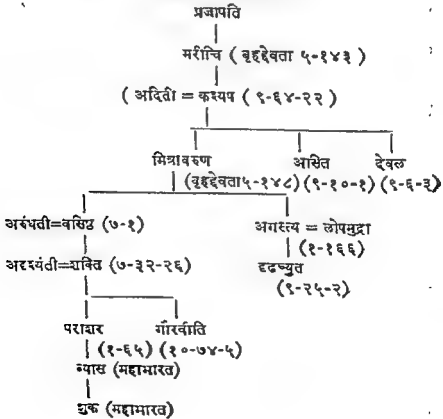 प्रजापति
मरीचि ( बृहद्देवता ५-१४३ )
( अदिती = कश्यप ( ९-६४-२२ )
मित्रावरुण आसित देवल
(बृहद्देवता५-१४८) (९-१०-१) (९-६-३)
अरुंधती=वसिष्ठ (७-१) अगस्त्य = लोपमुद्रा
(१-१६६)
अदृश्यंती=शक्ति (७-३२-२६) दृढच्युत
(९-२५-२)
पराशर गौरवीति
(१-६५) (१०-७४-५)
व्यास (महाभारत)
शुक (महाभारत)